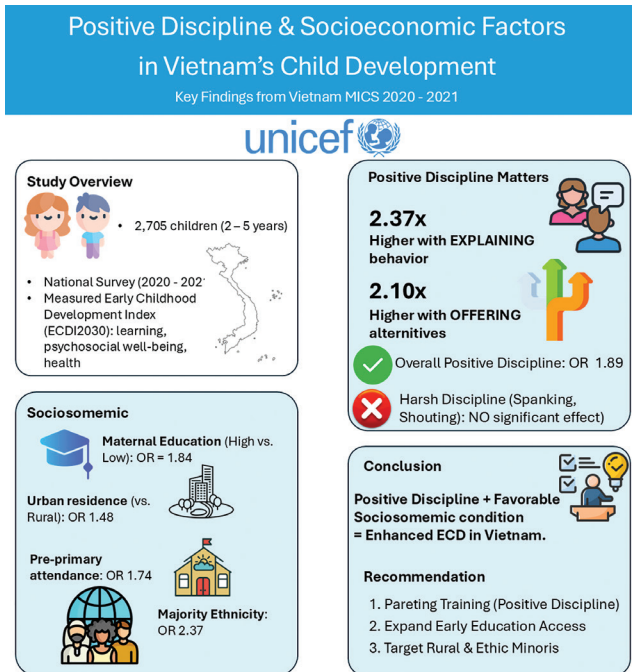 Positive Discipline & Socioeconomic Factors
in Vietnam's Child Development
Key Findings from Vietnam MICS 2020 - 2021
unicef
Study Overview
• 2,705 children (2 – 5 years)
• National Survey (2020 - 202
• Measured Early Childhood
Development Index
(ECDI2030): learning,
psychosocial well-being,
health
Sociosomemic
Maternal Education (High vs.
Low): OR = 1.84
Urban residence (vs.
Rural): OR 1.48
Pre-primary
attendance: OR 1.74
Majority Ethnicity:
OR 2.37
Positive Discipline Matters
2.37x
Higher with EXPLAINING
behavior
2.10x
Higher with OFFERING
alternitives
Overall Positive Discipline: OR 1.89
Harsh Discipline (Spanking,
Shouting): NO significant effect)
Conclusion
Positive Discipline + Favorable
Sociosomemic condition
= Enhanced ECD in Vietnam.
Recommendation
1. Pareting Training (Positive Discipline)
2. Expand Early Education Access
3. Target Rural & Ethic Minoris